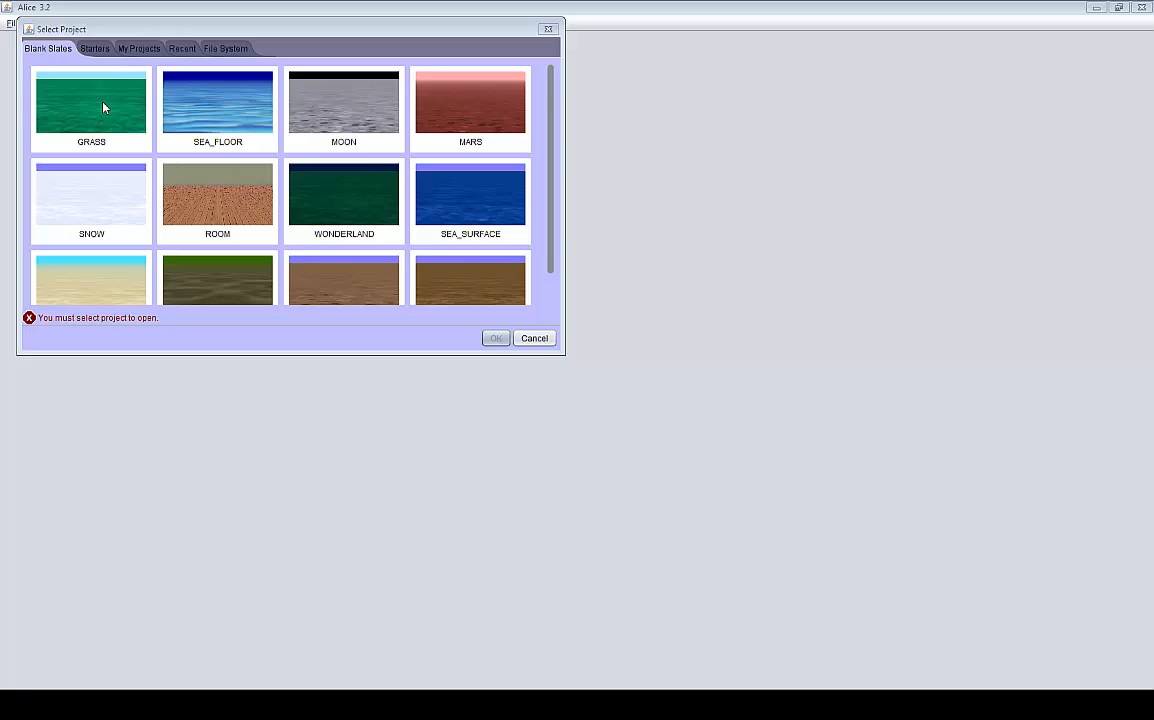 Alice 3.2
Select Project
Blank Slates Starters My Projects Recent File System
GRASS SEA_FLOOR MOON MARS
SNOW ROOM WONDERLAND SEA_SURFACE
You must select project to open.
OK Cancel